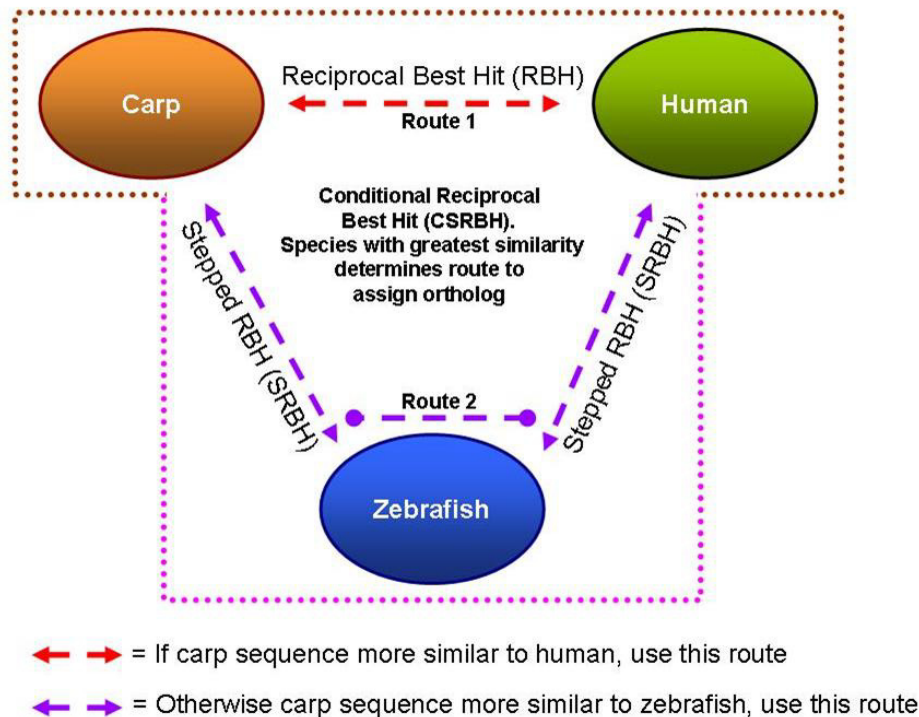 Reciprocal Best Hit (RBH)
Carp
Human
Route 1
Conditional Reciprocal
Best Hit (CSRBH).
Species with greatest similarity
determines route to
assign ortholog
Stepped RBH (SRBH)
Stepped RBH (SRBH)
Route 2
Zebrafish
= If carp sequence more similar to human, use this route
= Otherwise carp sequence more similar to zebrafish, use this route